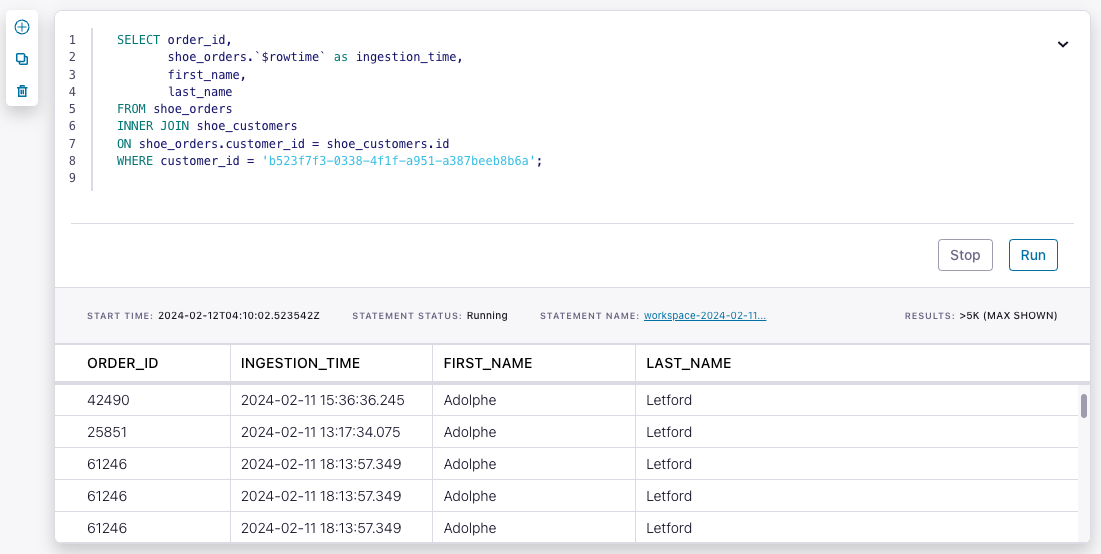 1 SELECT order_id,
2 shoe_orders.`$rowtime` as ingestion_time,
3 first_name,
4 last_name
5 FROM shoe_orders
6 INNER JOIN shoe_customers
7 ON shoe_orders.customer_id = shoe_customers.id
8 WHERE customer_id = 'b523f7f3-0338-4f1f-a951-a387beeb8b6a';
9
Stop Run
START TIME: 2024-02-12T04:10:02.523542Z STATEMENT STATUS: Running STATEMENT NAME: workspace-2024-02-11... RESULTS: >5K (MAX SHOWN)
ORDER_ID INGESTION_TIME FIRST_NAME LAST_NAME
42490 2024-02-11 15:36:36.245 Adolphe Letford
25851 2024-02-11 13:17:34.075 Adolphe Letford
61246 2024-02-11 18:13:57.349 Adolphe Letford
61246 2024-02-11 18:13:57.349 Adolphe Letford
61246 2024-02-11 18:13:57.349 Adolphe Letford